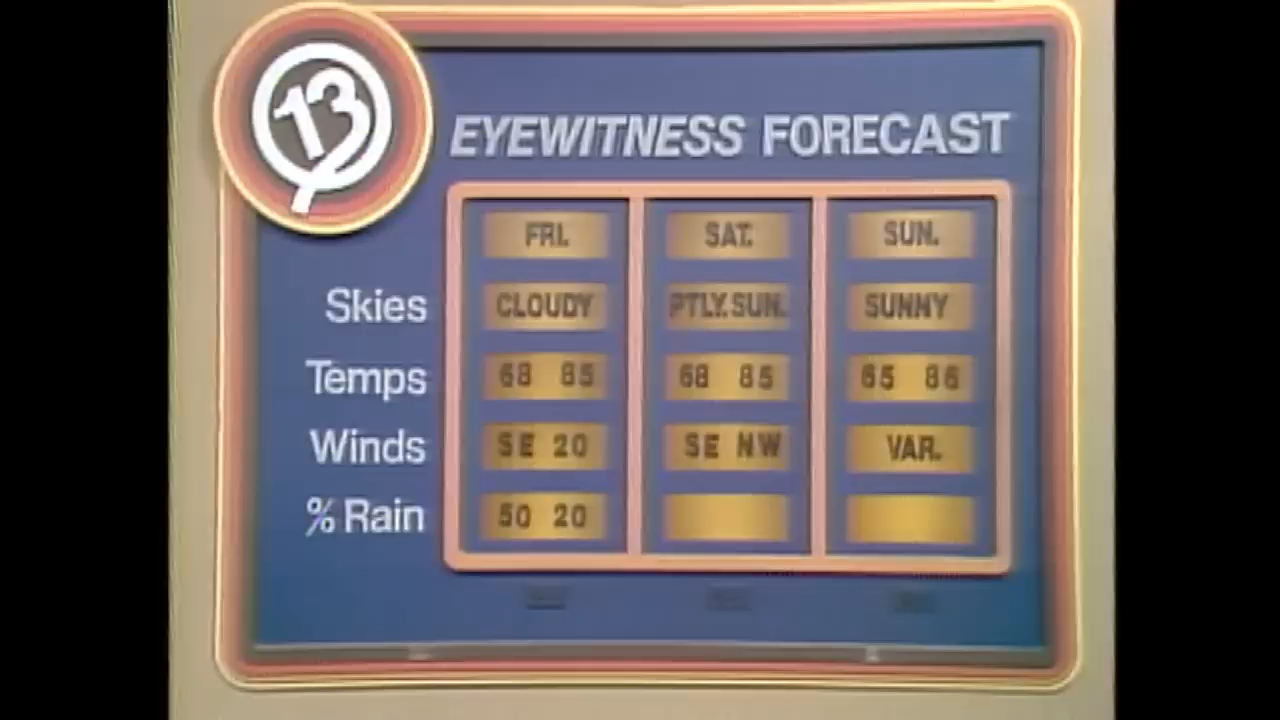 13
EYEWITNESS FORECAST
FRI. SAT. SUN.
Skies CLOUDY PTLY.SUN. SUNNY
Temps 68 85 68 85 65 86
Winds SE 20 SE NW VAR.
% Rain 50 20